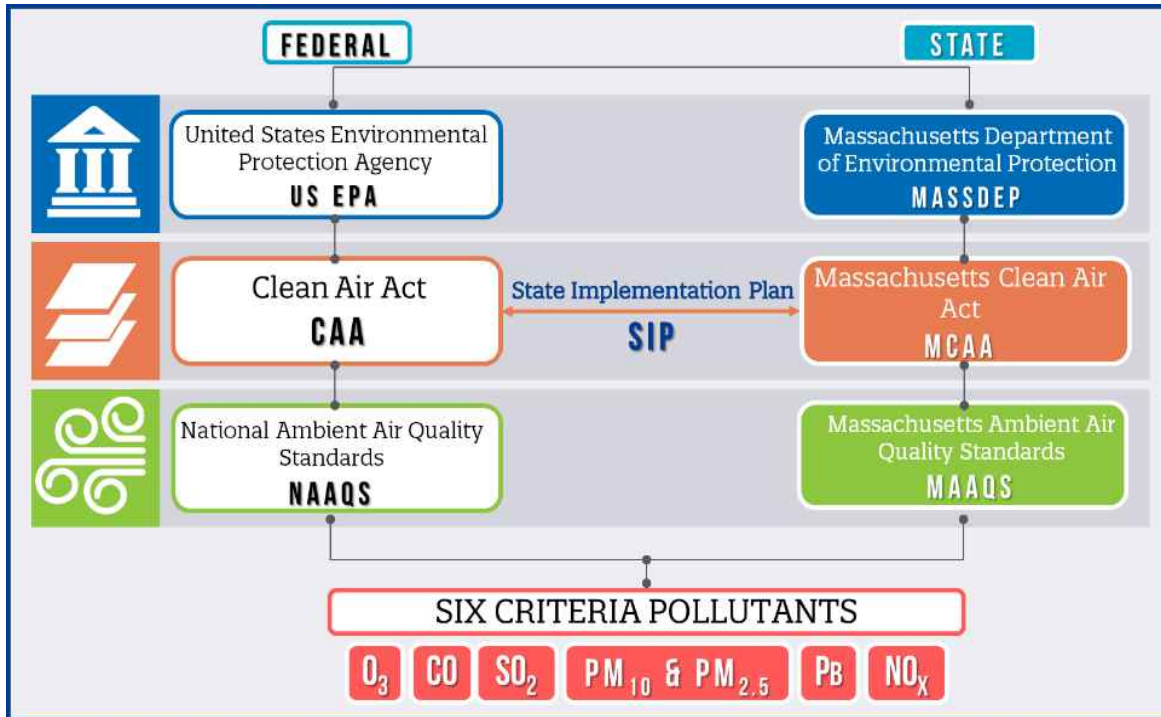 FEDERAL
STATE
United States Environmental
Protection Agency
US EPA
Massachusetts Department
of Environmental Protection
MASSDEP
Clean Air Act
CAA
State Implementation Plan
SIP
Massachusetts Clean Air
Act
MCAA
National Ambient Air Quality
Standards
NAAQS
Massachusetts Ambient Air
Quality Standards
MAAQS
SIX CRITERIA POLLUTANTS
O₃ CO SO₂ PM₁₀ & PM₂.₅ PB NOₓ